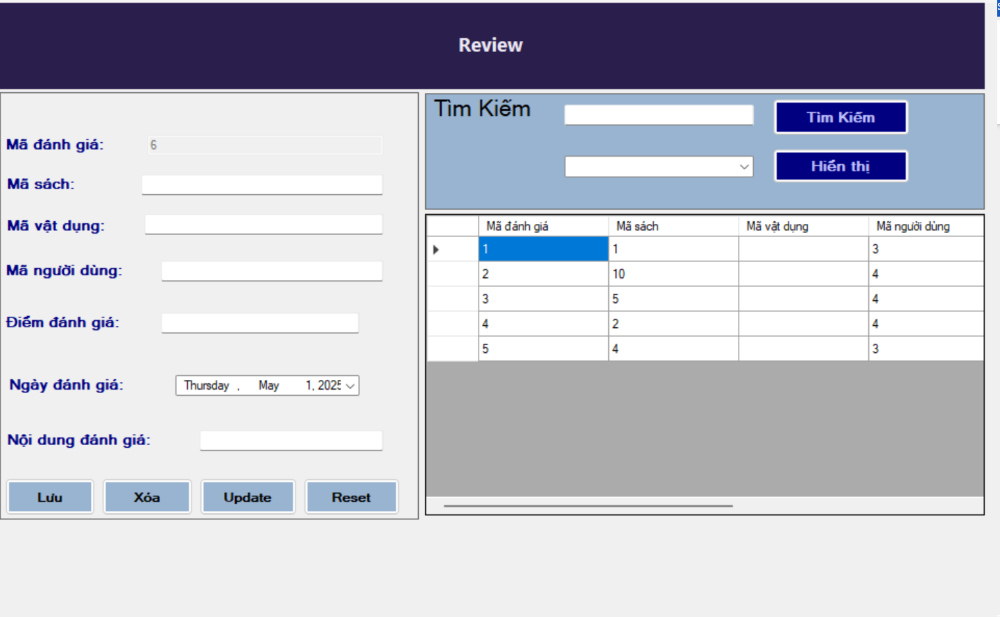 Review
Mã đánh giá: 6
Mã sách:
Mã vật dụng:
Mã người dùng:
Điểm đánh giá:
Ngày đánh giá: Thursday , May 1, 2025
Nội dung đánh giá:
Lưu Xóa Update Reset
Tìm Kiếm Tìm Kiếm
Hiển thị
Mã đánh giá Mã sách Mã vật dụng Mã người dùng
1 1 3
2 10 4
3 5 4
4 2 4
5 4 3